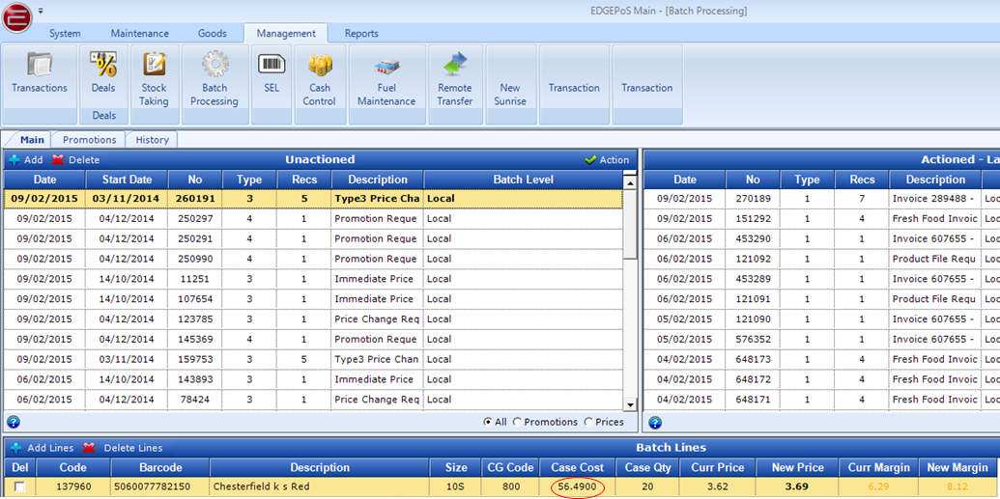 EDGEPoS Main - [Batch Processing]
System Maintenance Goods Management Reports
Transactions
Deals
Deals
Stock Taking
Batch Processing
SEL
Cash Control
Fuel Maintenance
Remote Transfer
New Sunrise
Transaction
Transaction
Main Promotions History
Add Delete Unactioned Action
Date Start Date No Type Recs Description Batch Level
09/02/2015 03/11/2014 260191 3 5 Type3 Price Cha Local
09/02/2015 04/12/2014 250297 4 1 Promotion Reque Local
09/02/2015 04/12/2014 250291 4 1 Promotion Reque Local
09/02/2015 04/12/2014 250990 4 1 Promotion Reque Local
09/02/2015 14/10/2014 11251 3 1 Immediate Price Local
09/02/2015 14/10/2014 107654 3 1 Immediate Price Local
09/02/2015 04/12/2014 123785 3 1 Price Change Req Local
09/02/2015 04/12/2014 145369 4 1 Promotion Reque Local
09/02/2015 03/11/2014 159753 3 5 Type3 Price Chan Local
06/02/2015 14/10/2014 143893 3 1 Immediate Price Local
06/02/2015 04/12/2014 78424 3 1 Price Change Req Local
All Promotions Prices
Actioned - La
Date No Type Recs Description
09/02/2015 270189 1 7 Invoice 289488 - Loc
09/02/2015 151292 1 4 Fresh Food Invoic Loc
06/02/2015 453290 1 1 Invoice 607655 - Loc
06/02/2015 121092 1 1 Product File Requ Loc
06/02/2015 453289 1 1 Invoice 607655 - Loc
06/02/2015 121091 1 1 Product File Requ Loc
05/02/2015 121090 1 1 Invoice 607655 - Loc
05/02/2015 576352 1 1 Invoice 607655 - Loc
04/02/2015 648173 1 4 Fresh Food Invoic Loc
04/02/2015 648172 1 4 Fresh Food Invoic Loc
04/02/2015 648171 1 4 Fresh Food Invoic Loc
Add Lines Delete Lines Batch Lines
Del Code Barcode Description Size CG Code Case Cost Case Qty Curr Price New Price Curr Margin New Margin
137960 5060077782150 Chesterfield k s Red 10S 800 56.4900 20 3.62 3.69 6.29 8.12